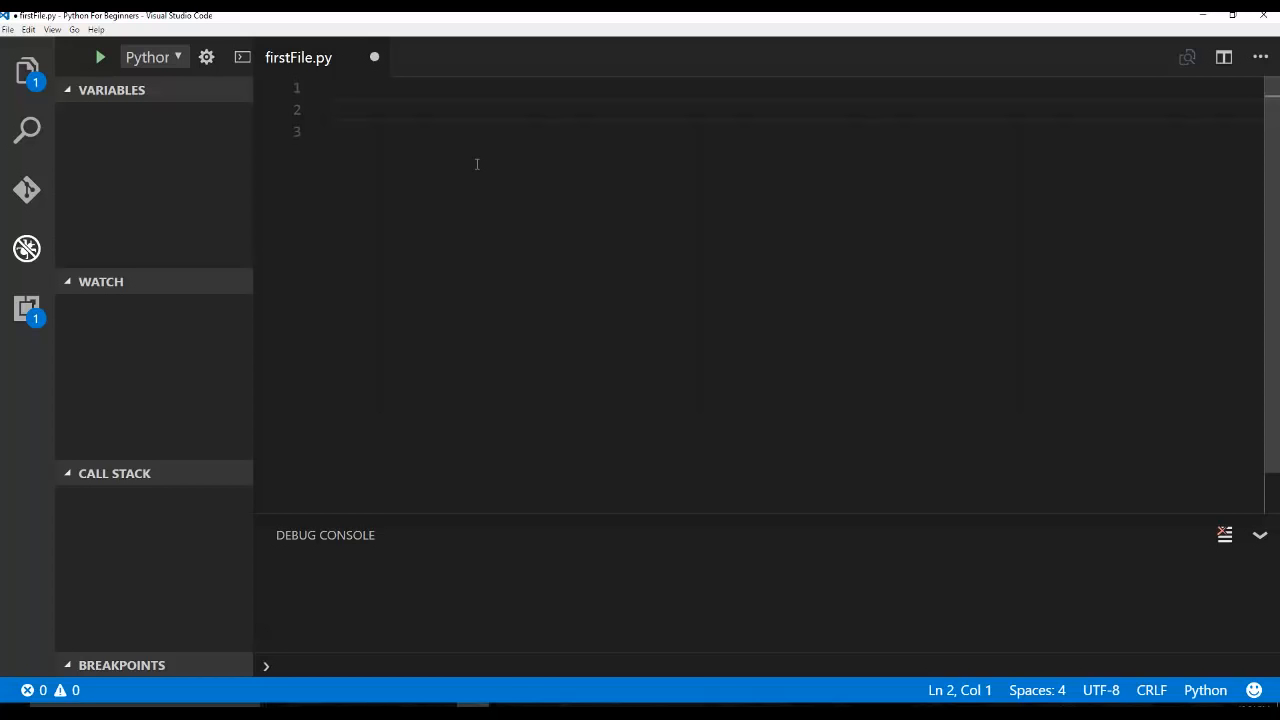 • firstFile.py - Python For Beginners - Visual Studio Code
File Edit View Go Help
Python
firstFile.py
1
VARIABLES
1
2
3
1
WATCH
CALL STACK
DEBUG CONSOLE
BREAKPOINTS
0 0
Ln 2, Col 1 Spaces: 4 UTF-8 CRLF Python